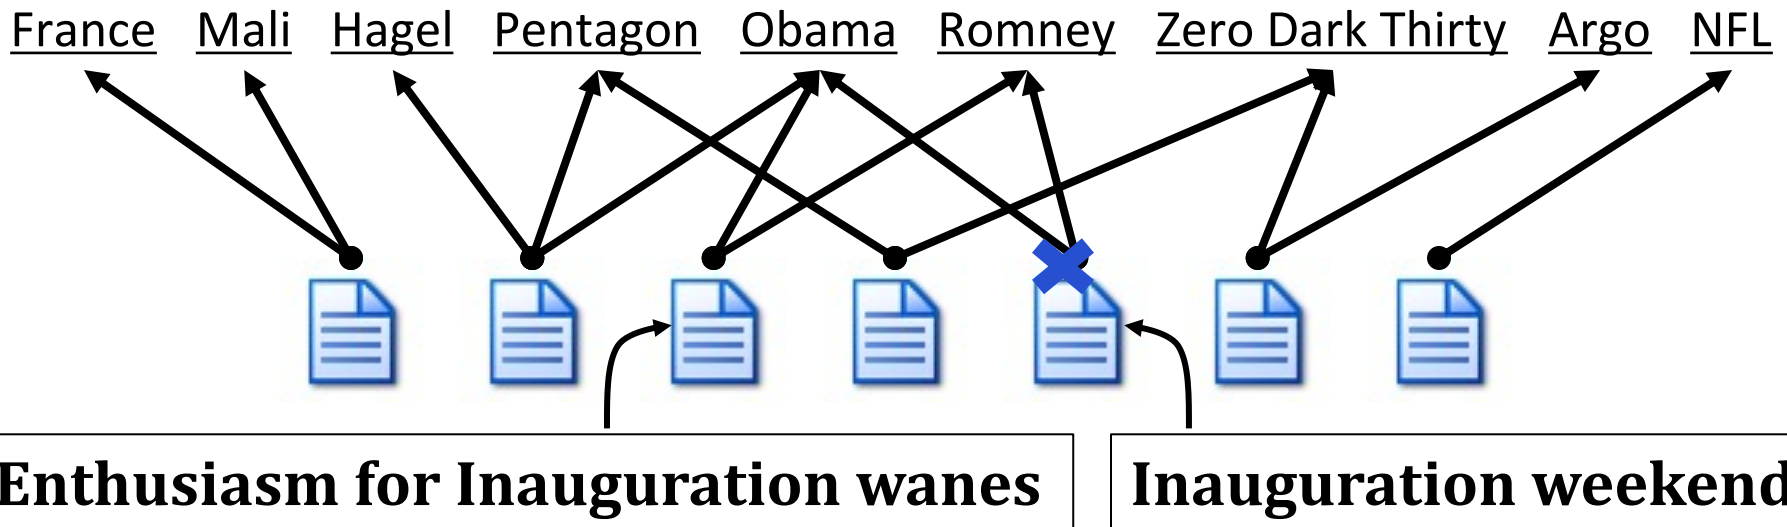 France Mali Hagel Pentagon Obama Romney Zero Dark Thirty Argo NFL
Enthusiasm for Inauguration wanes Inauguration weekend